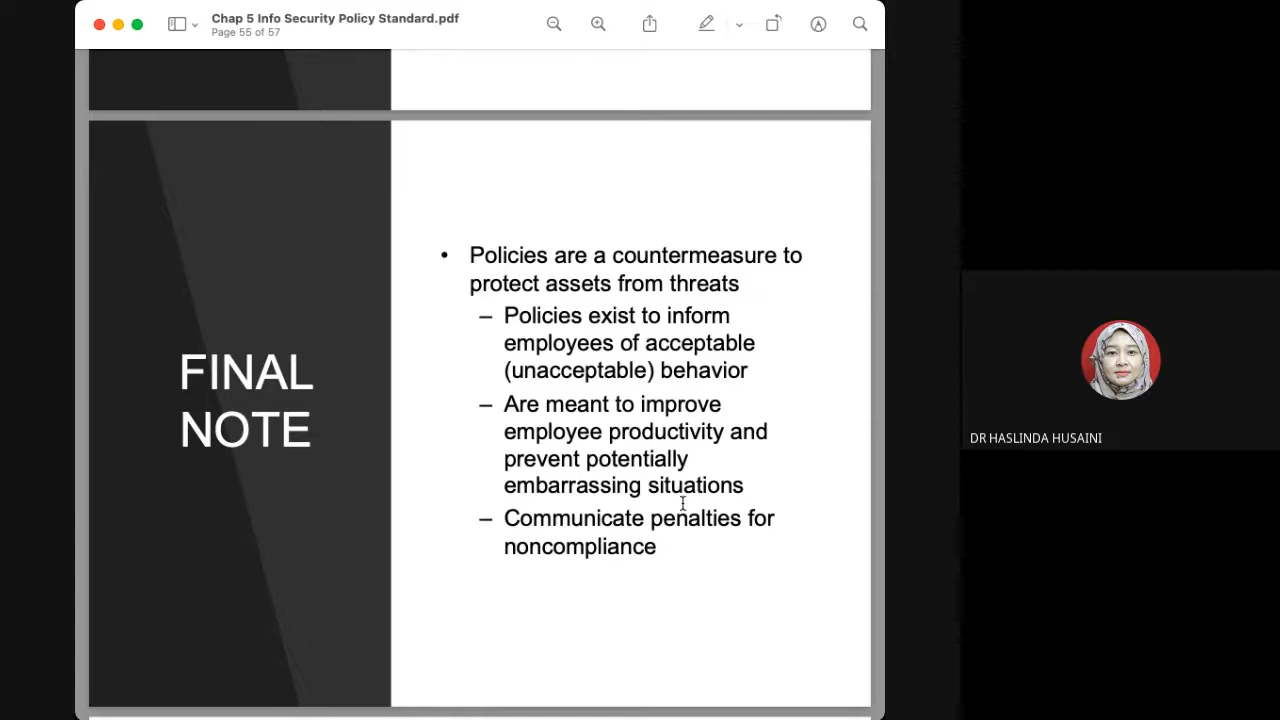 Chap 5 Info Security Policy Standard.pdf
Page 55 of 57
FINAL
NOTE
• Policies are a countermeasure to
protect assets from threats
– Policies exist to inform
employees of acceptable
(unacceptable) behavior
– Are meant to improve
employee productivity and
prevent potentially
embarrassing situations
– Communicate penalties for
noncompliance
DR HASLINDA HUSAINI